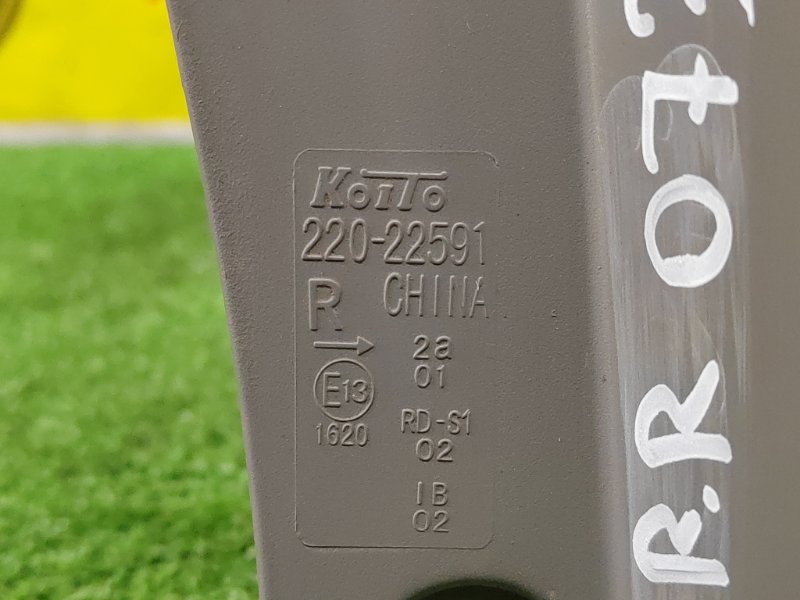 KOITO
220-22591
R CHINA
→ 2a
01
E13
1620
RD-S1
02
IB
02
R.R 07